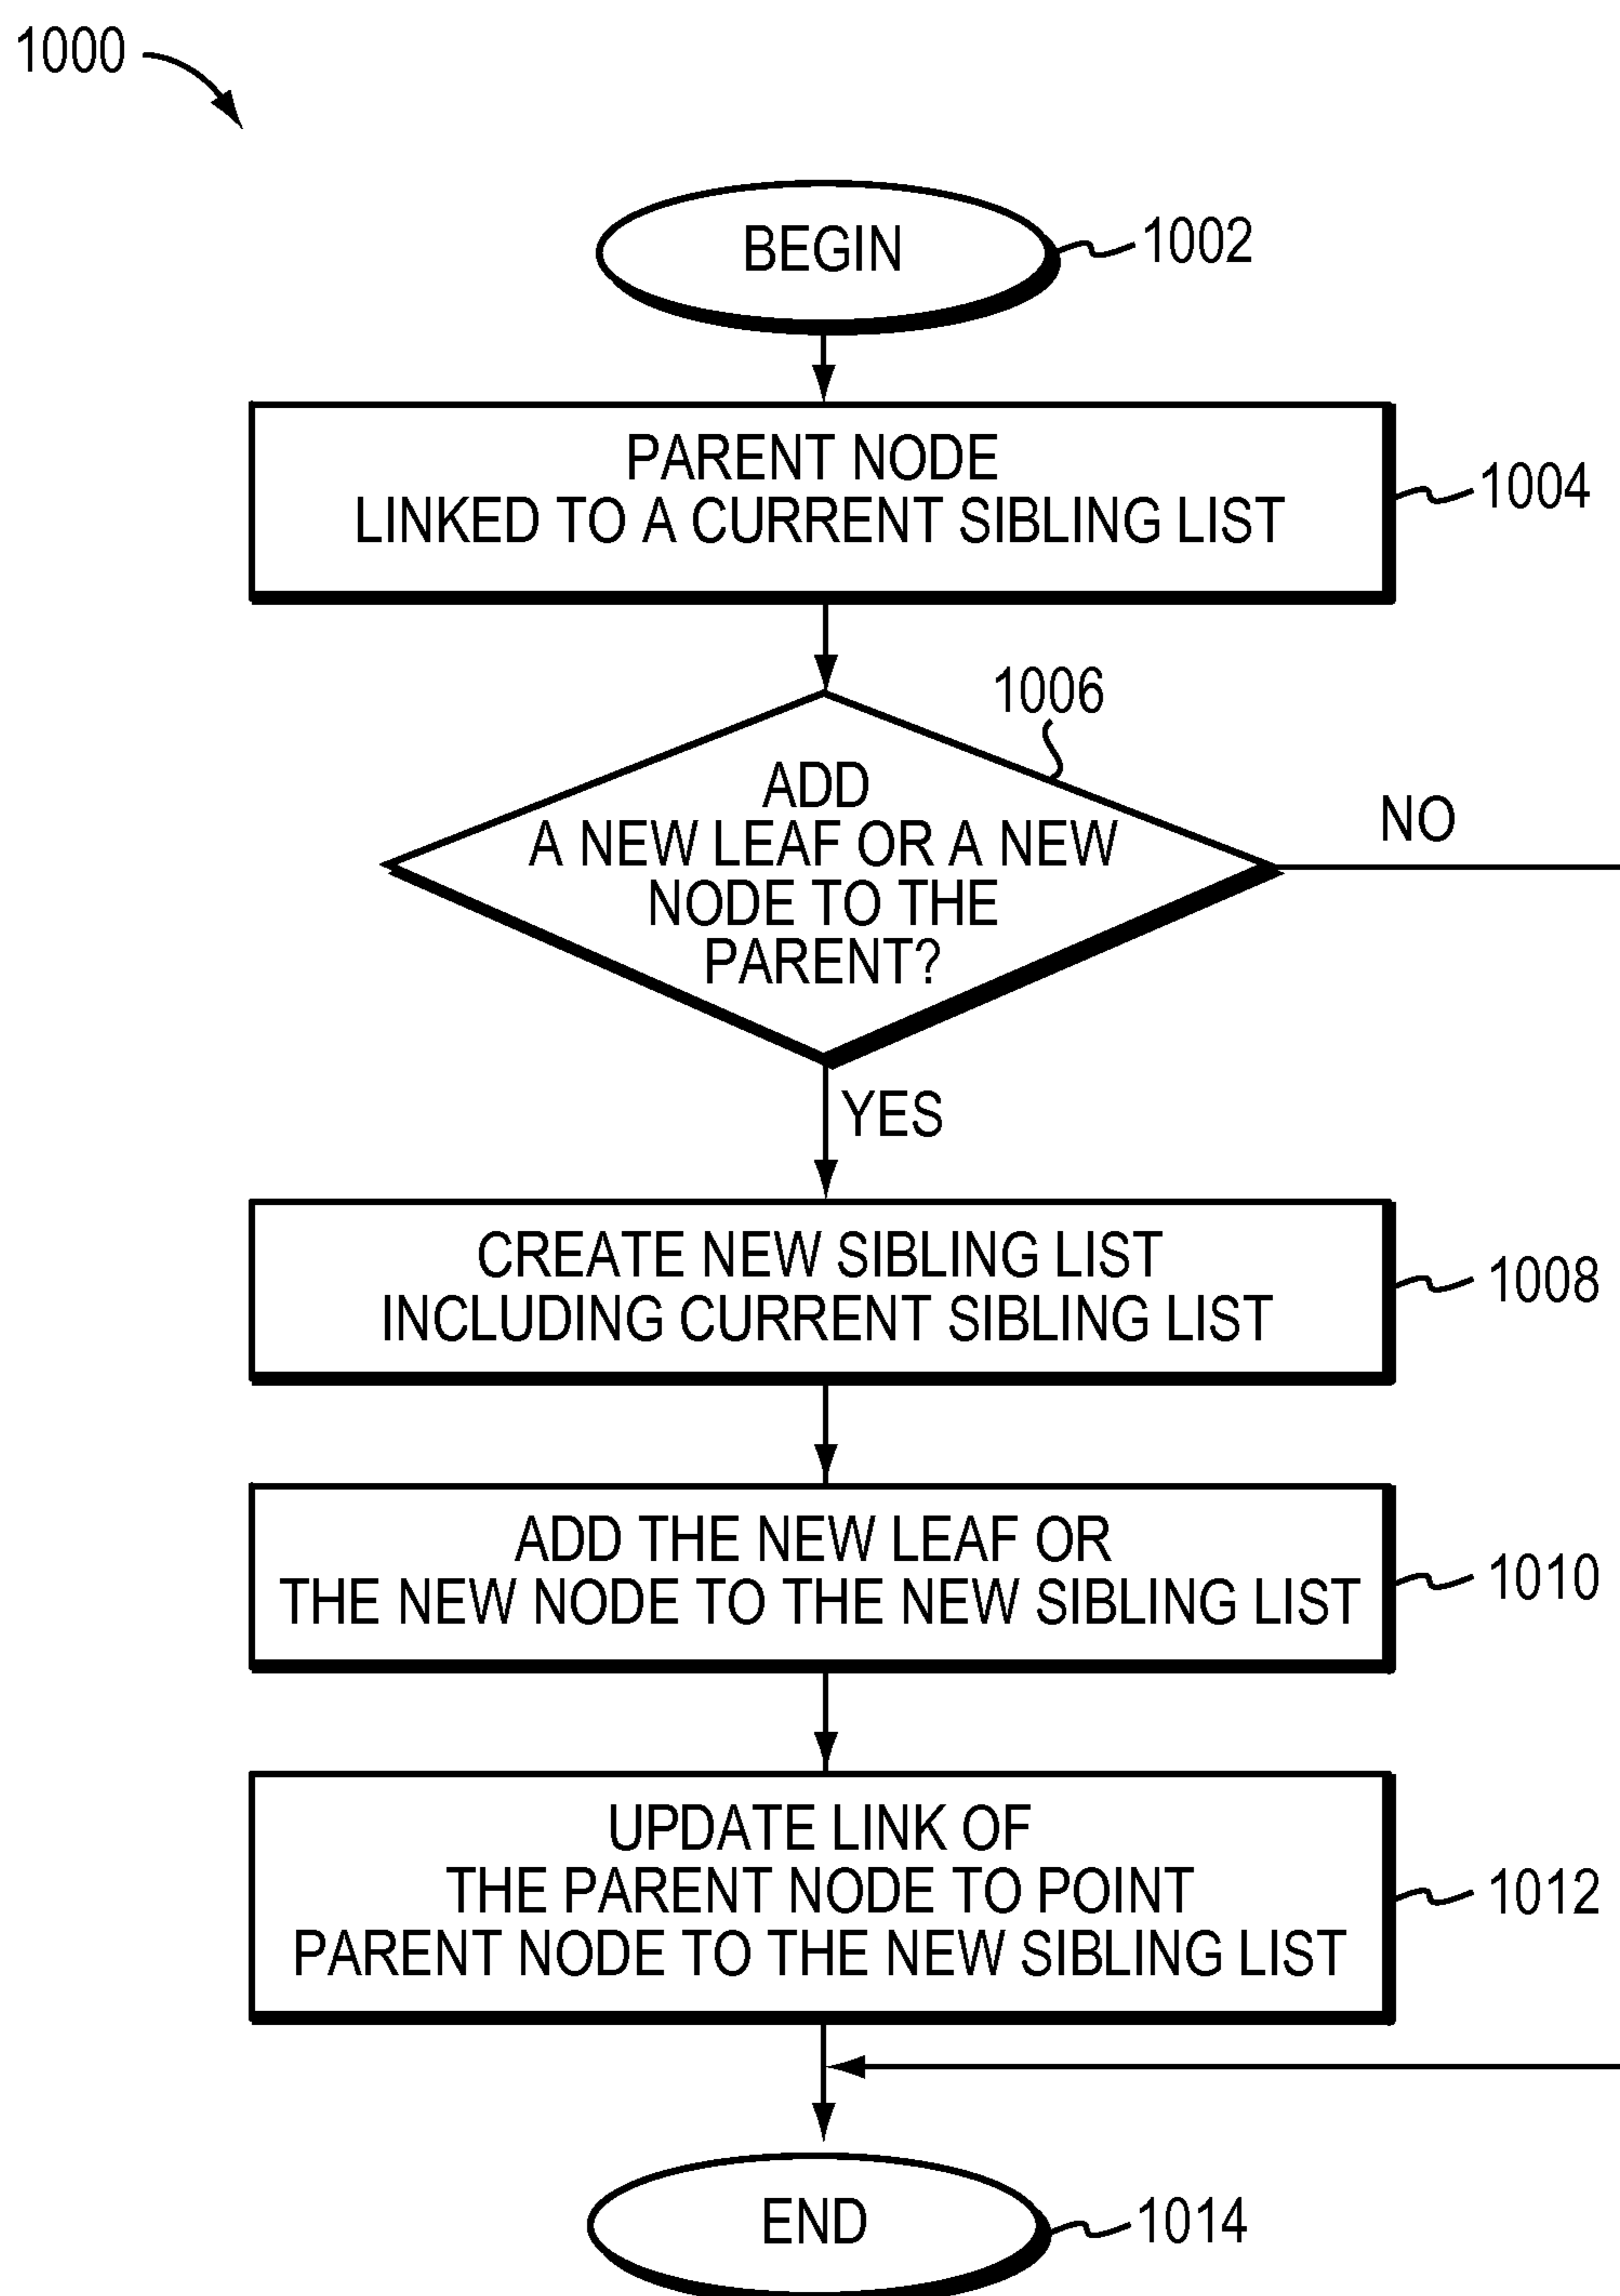 1000
BEGIN
1002
PARENT NODE
LINKED TO A CURRENT SIBLING LIST
1004
1006
ADD
A NEW LEAF OR A NEW
NODE TO THE
PARENT?
NO
YES
CREATE NEW SIBLING LIST
INCLUDING CURRENT SIBLING LIST
1008
ADD THE NEW LEAF OR
THE NEW NODE TO THE NEW SIBLING LIST
1010
UPDATE LINK OF
THE PARENT NODE TO POINT
PARENT NODE TO THE NEW SIBLING LIST
1012
END
1014